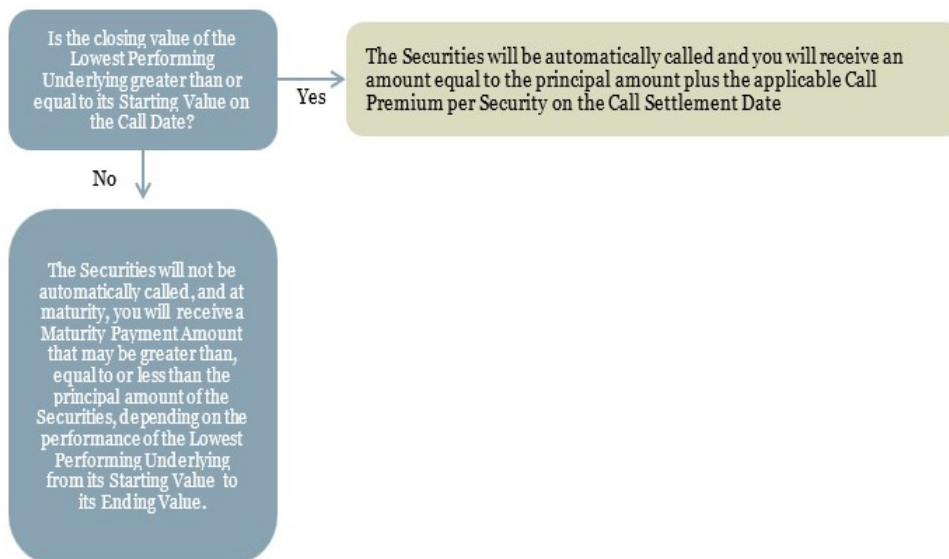 Is the closing value of the
Lowest Performing
Underlying greater than or
equal to its Starting Value on
the Call Date?
Yes
The Securities will be automatically called and you will receive an
amount equal to the principal amount plus the applicable Call
Premium per Security on the Call Settlement Date
No
The Securities will not be
automatically called, and at
maturity, you will receive a
Maturity Payment Amount
that may be greater than,
equal to or less than the
principal amount of the
Securities, depending on the
performance of the Lowest
Performing Underlying
from its Starting Value to
its Ending Value.